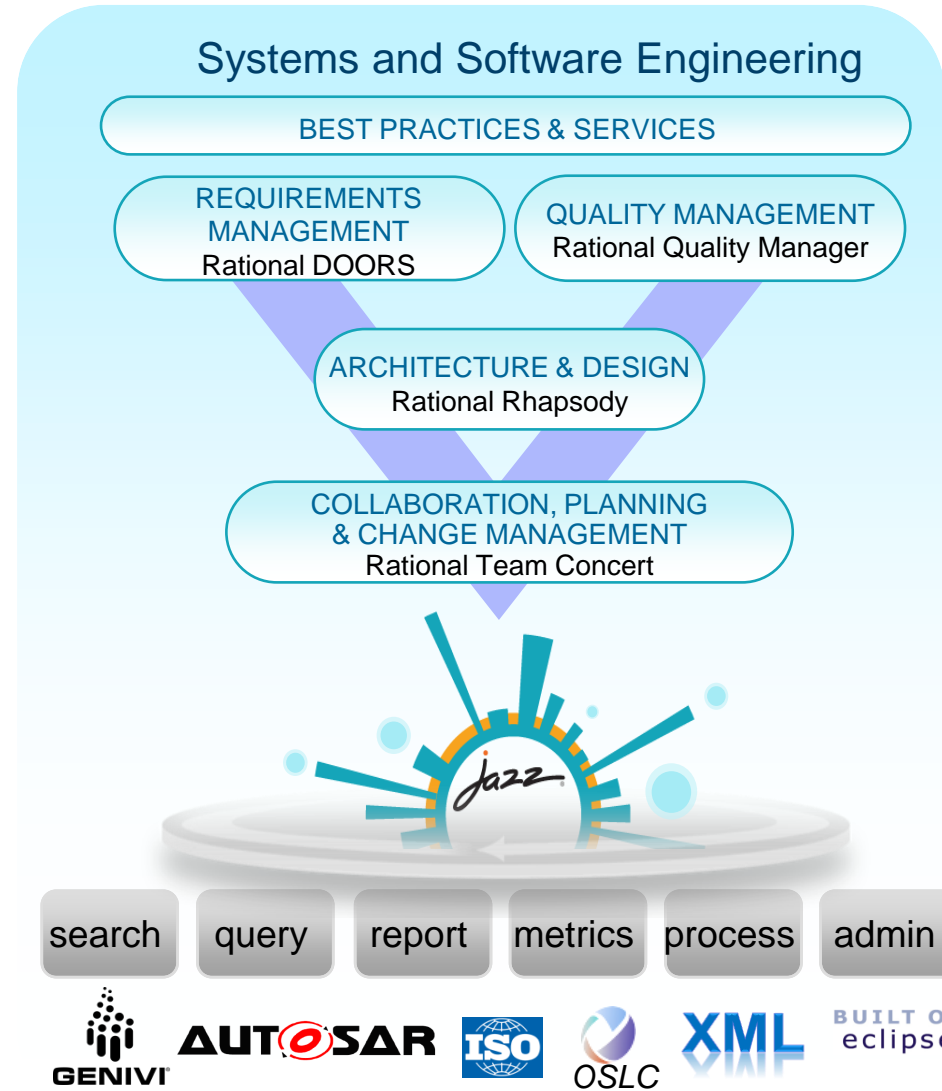 Systems and Software Engineering
BEST PRACTICES & SERVICES
REQUIREMENTS
MANAGEMENT
Rational DOORS
QUALITY MANAGEMENT
Rational Quality Manager
ARCHITECTURE & DESIGN
Rational Rhapsody
COLLABORATION, PLANNING
& CHANGE MANAGEMENT
Rational Team Concert
jazz
search query report metrics process admin
GENIVI
AUTOSAR
ISO
OSLC
XML
BUILT O
eclips